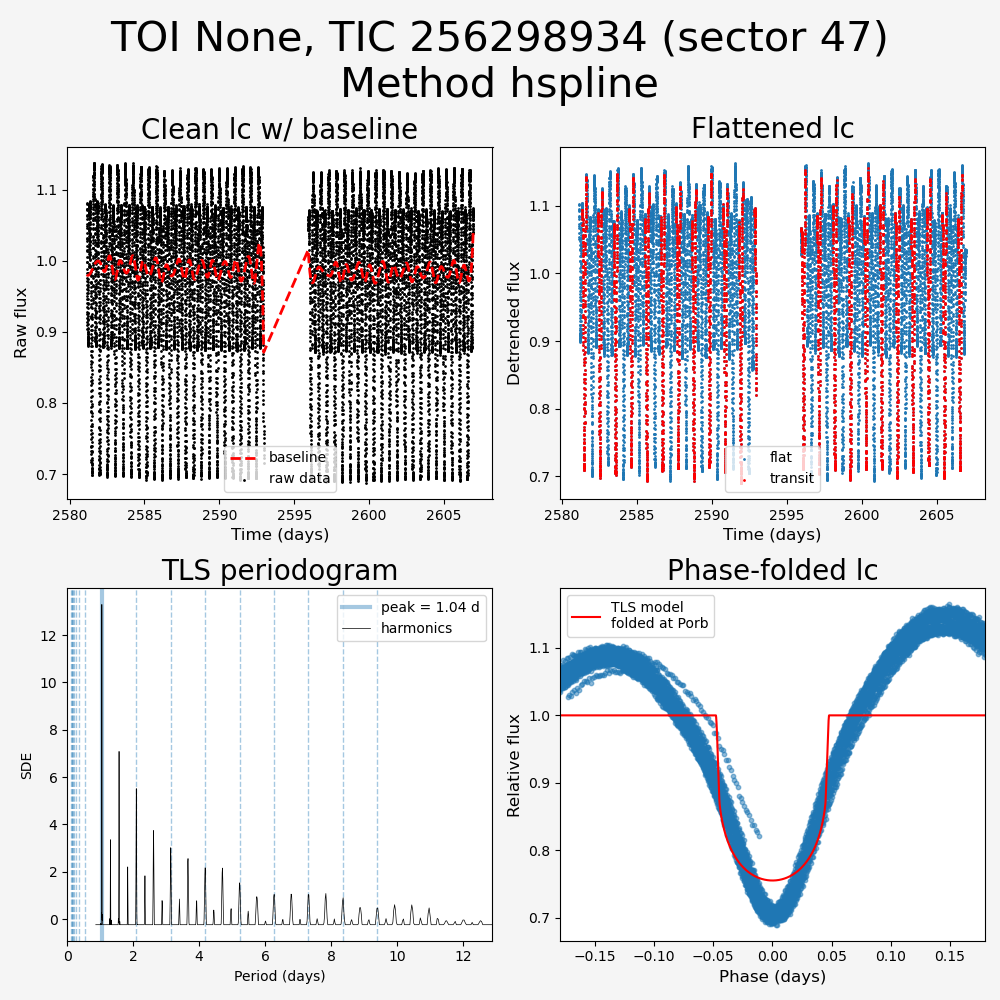 TOI None, TIC 256298934 (sector 47)
Method hspline
Clean lc w/ baseline
Raw flux
1.1
1.0
0.9
0.8
0.7
baseline
raw data
2580 2585 2590 2595 2600 2605
Time (days)
Flattened lc
Detrended flux
1.1
1.0
0.9
0.8
0.7
flat
transit
2580 2585 2590 2595 2600 2605
Time (days)
TLS periodogram
SDE
12
10
8
6
4
2
0
peak = 1.04 d
harmonics
0 2 4 6 8 10 12
Period (days)
Phase-folded lc
Relative flux
1.1
1.0
0.9
0.8
0.7
TLS model
folded at Porb
−0.15 −0.10 −0.05 0.00 0.05 0.10 0.15
Phase (days)